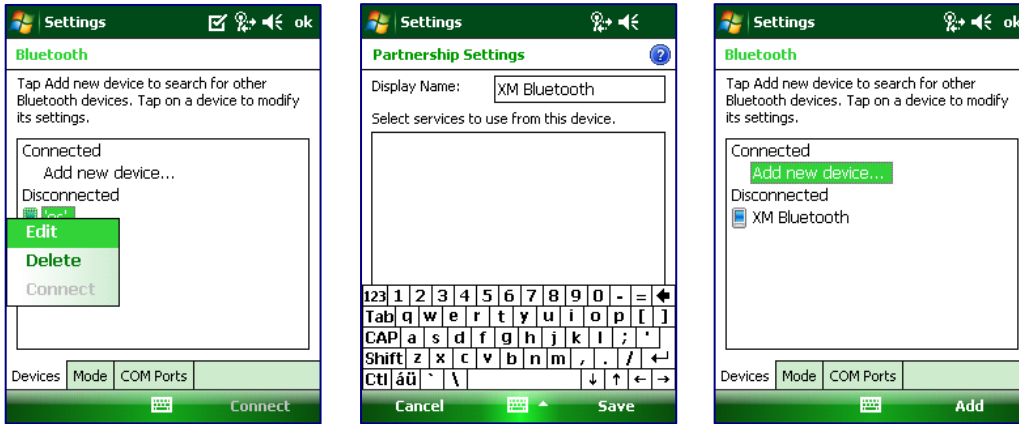 Settings
ok
Bluetooth
Tap Add new device to search for other
Bluetooth devices. Tap on a device to modify
its settings.
Connected
Add new device...
Disconnected
Edit
Delete
Connect
Devices Mode COM Ports
Connect
Settings
Partnership Settings
?
Display Name: XM Bluetooth
Select services to use from this device.
123 1 2 3 4 5 6 7 8 9 0 - =
Tab q w e r t y u i o p [ ]
CAP a s d f g h j k l ; '
Shift z x c v b n m , . /
Ctl áü ` \
Cancel Save
Settings
ok
Bluetooth
Tap Add new device to search for other
Bluetooth devices. Tap on a device to modify
its settings.
Connected
Add new device...
Disconnected
XM Bluetooth
Devices Mode COM Ports
Add